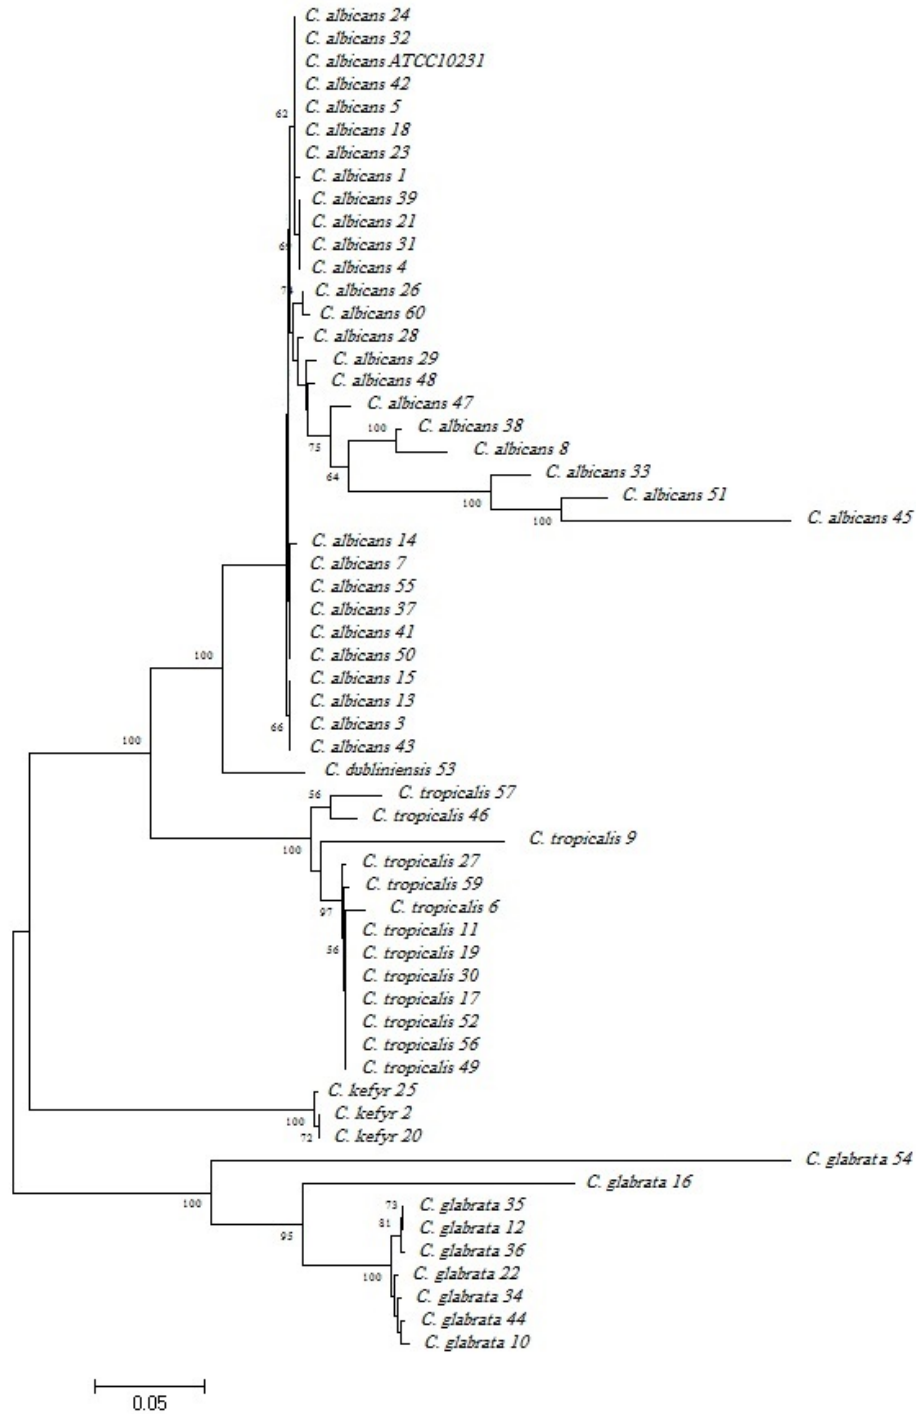 C. albicans 24
C. albicans 32
C. albicans ATCC10231
C. albicans 42
C. albicans 5
62
C. albicans 18
C. albicans 23
C. albicans 1
C. albicans 39
C. albicans 21
C. albicans 31
C. albicans 4
C. albicans 26
C. albicans 60
C. albicans 28
C. albicans 29
C. albicans 48
C. albicans 47
100 C. albicans 38
75 C. albicans 8
64 C. albicans 33
100 C. albicans 51
100 C. albicans 45
C. albicans 14
C. albicans 7
C. albicans 55
C. albicans 37
C. albicans 41
100 C. albicans 50
C. albicans 15
C. albicans 13
66 C. albicans 3
100 C. albicans 43
C. dubliniensis 53
56 C. tropicalis 57
C. tropicalis 46
C. tropicalis 9
100 C. tropicalis 27
C. tropicalis 59
97 C. tropicalis 6
C. tropicalis 11
56 C. tropicalis 19
C. tropicalis 30
C. tropicalis 17
C. tropicalis 52
C. tropicalis 56
C. tropicalis 49
C. kefyr 25
100 C. kefyr 2
72 C. kefyr 20
C. glabrata 54
C. glabrata 16
100 73 C. glabrata 35
81 C. glabrata 12
95 C. glabrata 36
100 C. glabrata 22
C. glabrata 34
C. glabrata 44
C. glabrata 10
0.05